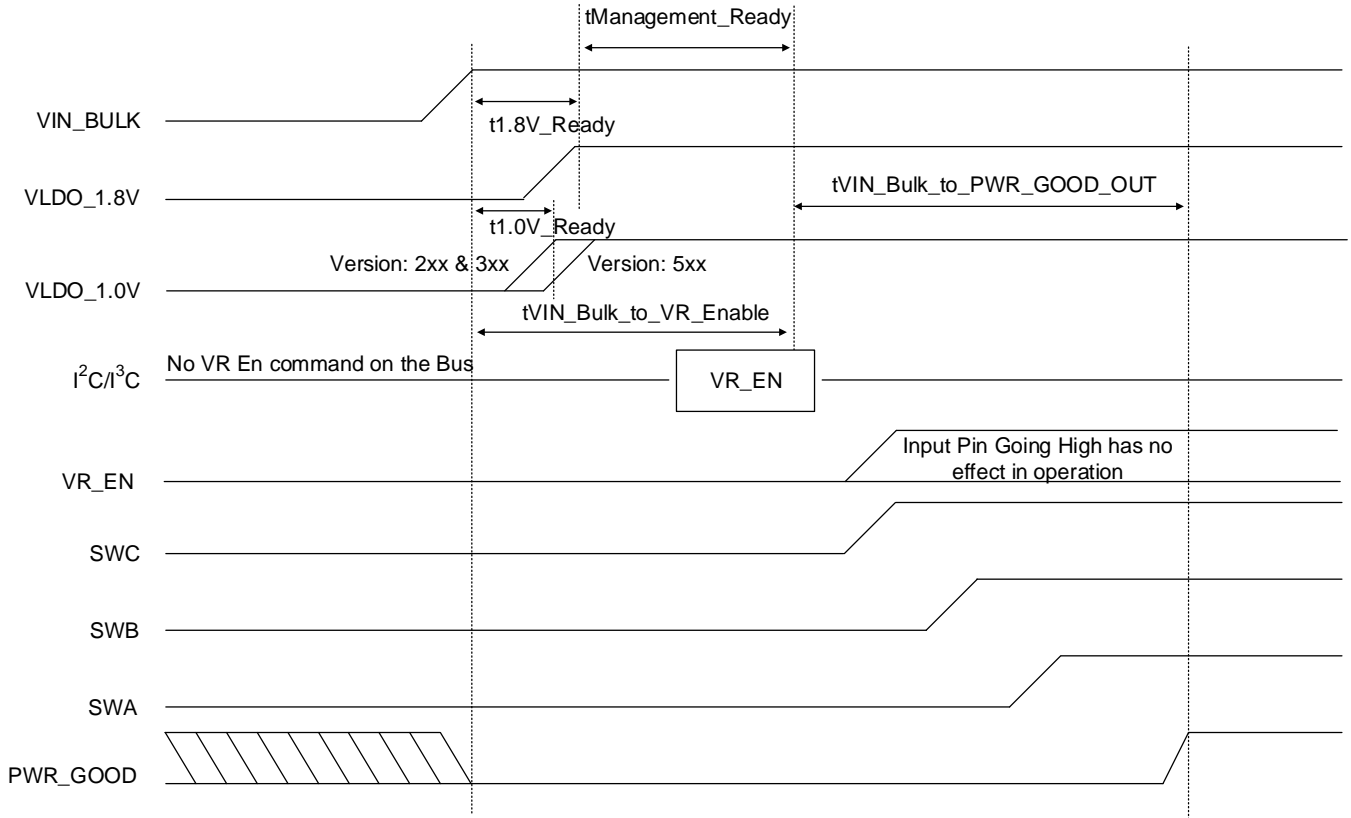 tManagement_Ready
VIN_BULK
t1.8V_Ready
VLDO_1.8V
tVIN_Bulk_to_PWR_GOOD_OUT
t1.0V_Ready
Version: 2xx & 3xx
Version: 5xx
VLDO_1.0V
tVIN_Bulk_to_VR_Enable
No VR En command on the Bus
I²C/I³C
VR_EN
Input Pin Going High has no
effect in operation
VR_EN
SWC
SWB
SWA
PWR_GOOD